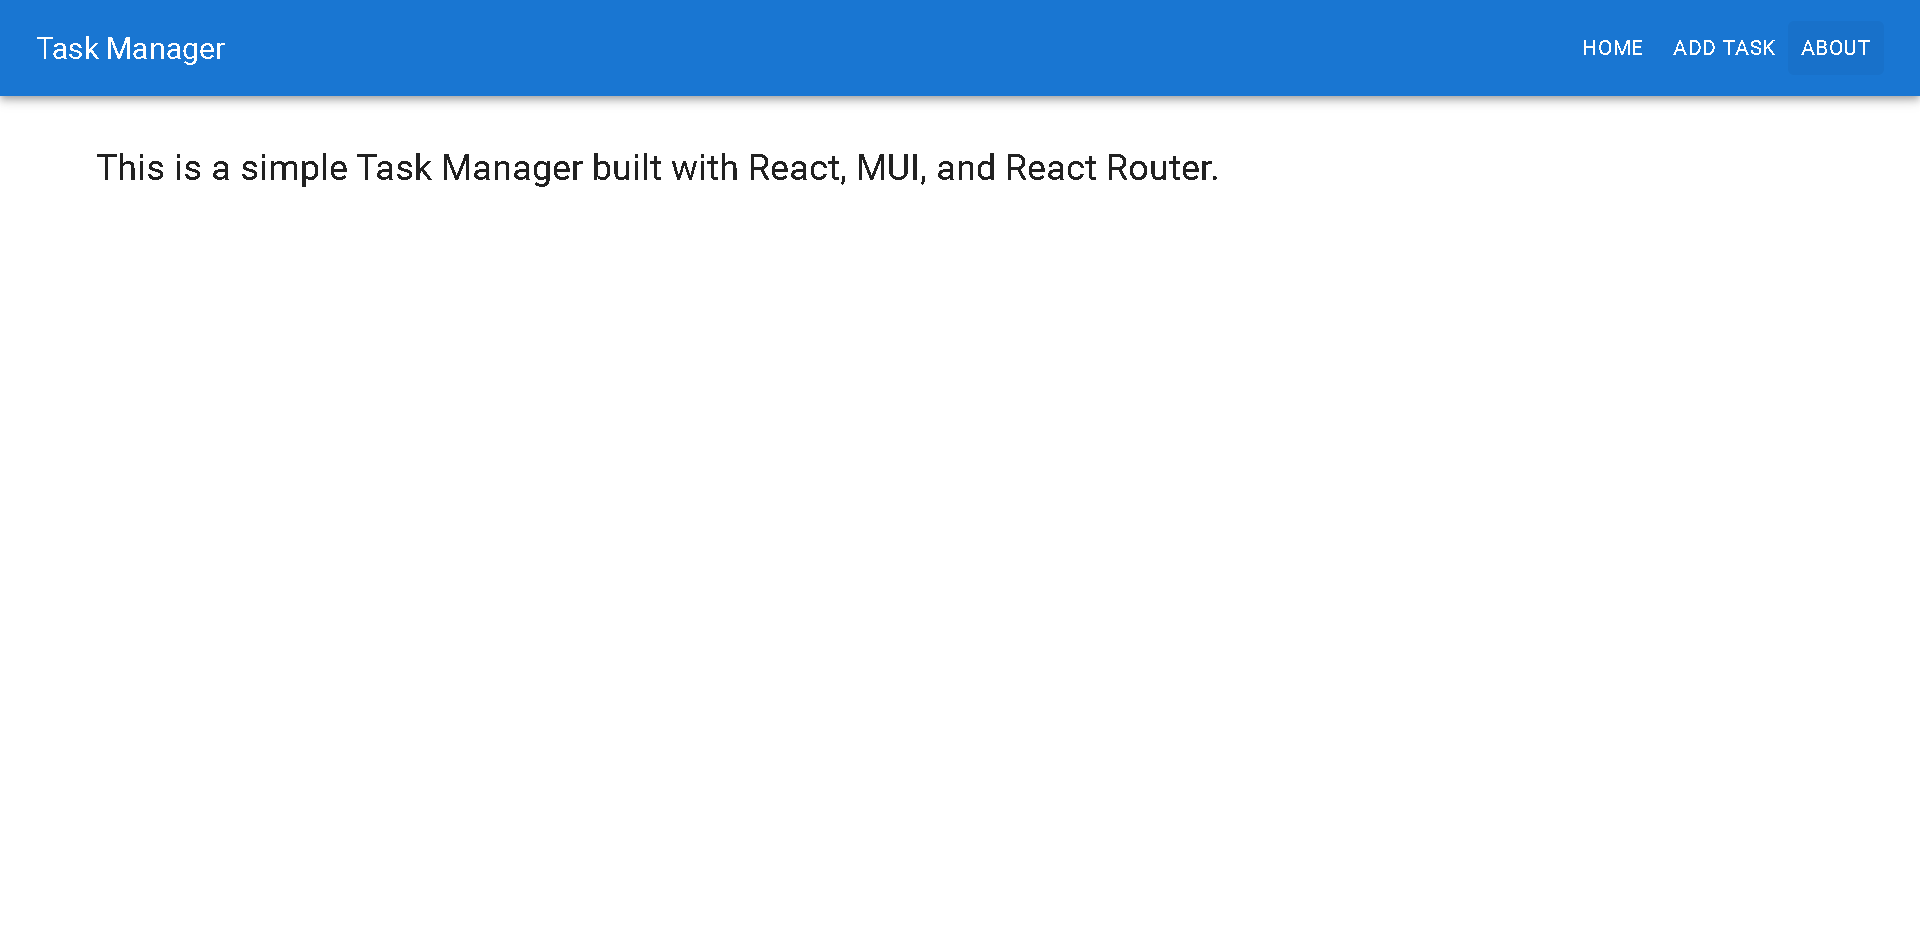 Task Manager
HOME ADD TASK ABOUT
This is a simple Task Manager built with React, MUI, and React Router.